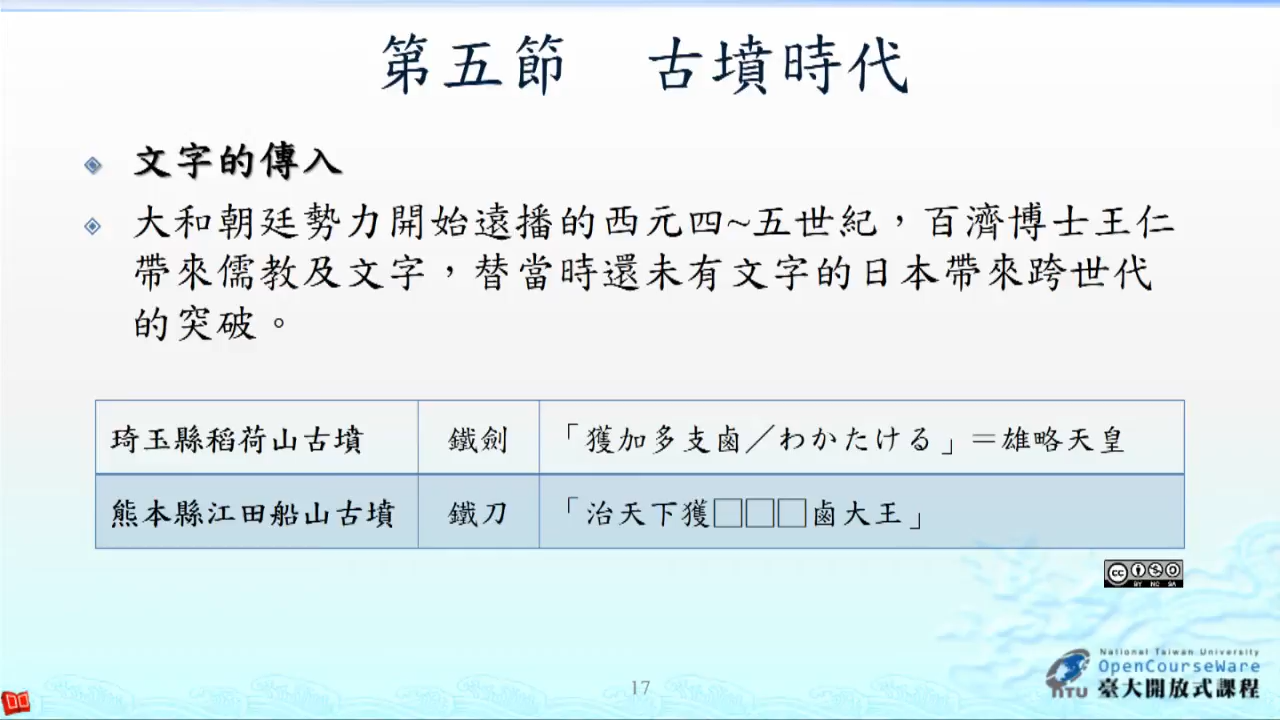 第五節　古墳時代
文字的傳入
大和朝廷勢力開始遠播的西元四~五世紀，百濟博士王仁
帶來儒教及文字，替當時還未有文字的日本帶來跨世代
的突破。
琦玉縣稻荷山古墳　鐵劍　「獲加多支鹵／わかたける」＝雄略天皇
熊本縣江田船山古墳　鐵刀　「治天下獲□□□鹵大王」
cc BY NC SA
National Taiwan University
OpenCourseWare
NTU 臺大開放式課程
17